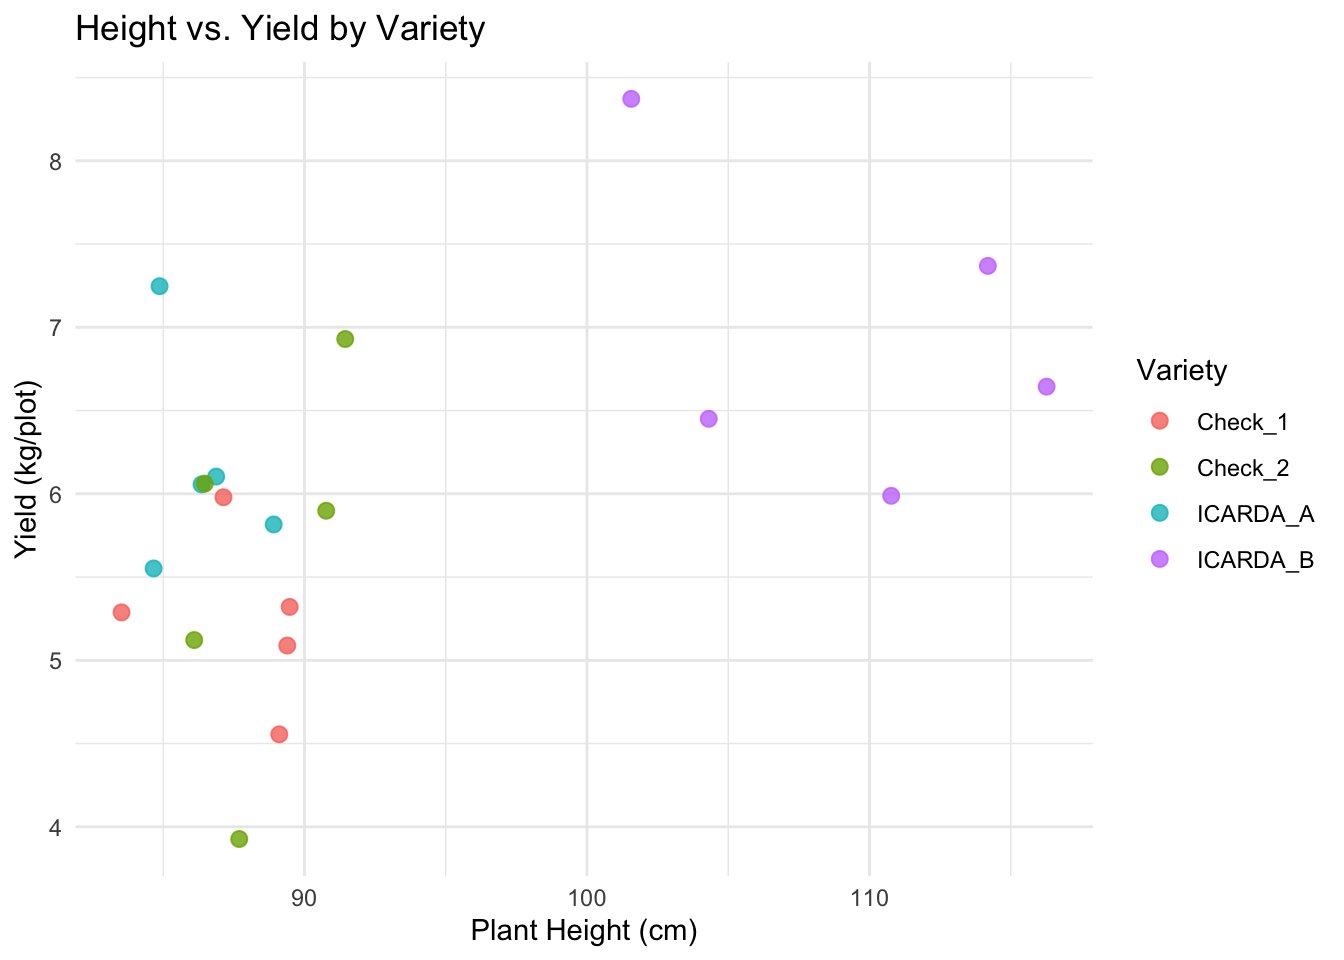 Height vs. Yield by Variety
8
7
6
5
4
Yield (kg/plot)
90 100 110
Plant Height (cm)
Variety
Check_1
Check_2
ICARDA_A
ICARDA_B